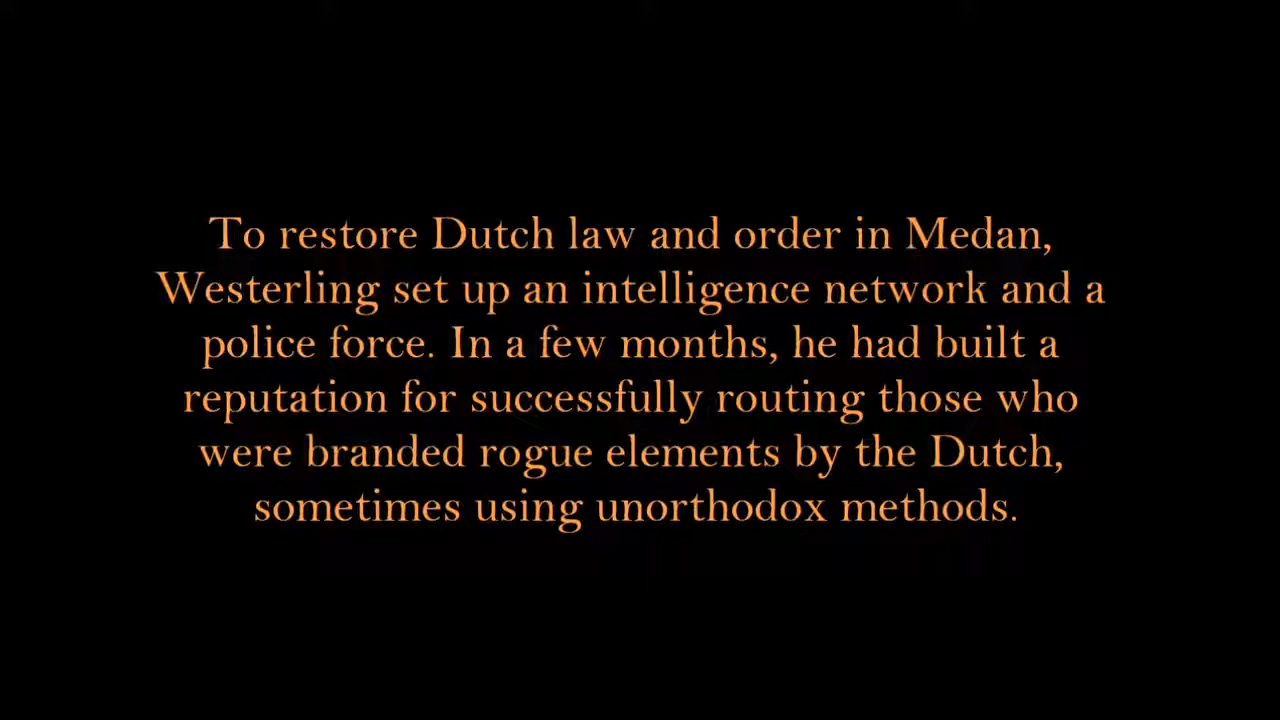 To restore Dutch law and order in Medan,
Westerling set up an intelligence network and a
police force. In a few months, he had built a
reputation for successfully routing those who
were branded rogue elements by the Dutch,
sometimes using unorthodox methods.